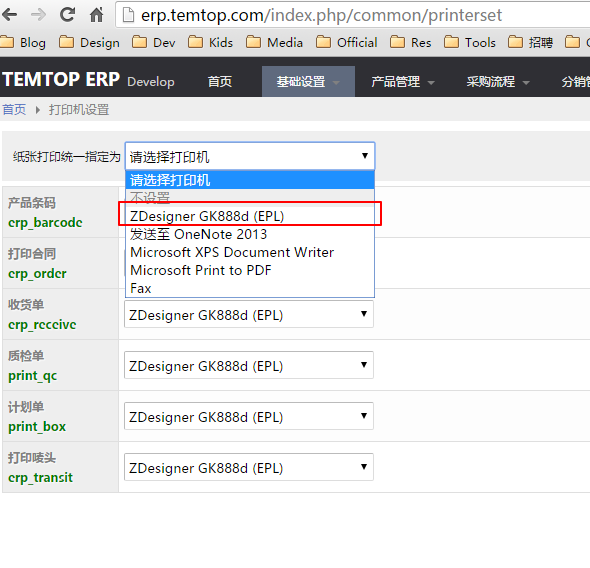 erp.temtop.com/index.php/common/printerset
Blog Design Dev Kids Media Official Res Tools 招聘
TEMTOP ERP Develop 首页 基础设置 产品管理 采购流程 分销管
首页 打印机设置
纸张打印统一指定为 请选择打印机
请选择打印机
不设置
产品条码
ZDesigner GK888d (EPL)
erp_barcode
发送至 OneNote 2013
打印合同
Microsoft XPS Document Writer
erp_order
Microsoft Print to PDF
Fax
收货单
ZDesigner GK888d (EPL)
erp_receive
质检单
ZDesigner GK888d (EPL)
print_qc
计划单
ZDesigner GK888d (EPL)
print_box
打印唛头
ZDesigner GK888d (EPL)
erp_transit